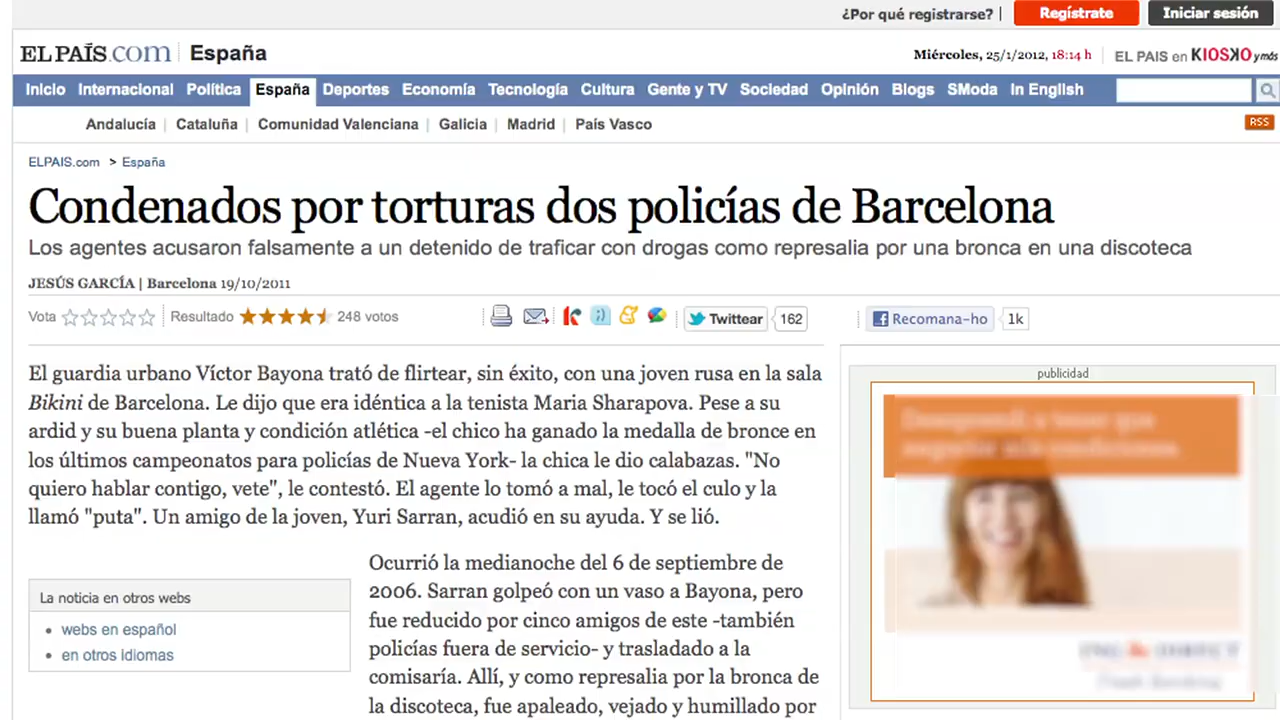 ¿Por qué registrarse? | Regístrate Iniciar sesión
EL PAÍS.com España
Miércoles, 25/1/2012, 18:14 h EL PAIS en KIOSKO y más
Inicio Internacional Política España Deportes Economía Tecnología Cultura Gente y TV Sociedad Opinión Blogs SModa In English
Andalucía | Cataluña | Comunidad Valenciana | Galicia | Madrid | País Vasco
RSS
ELPAIS.com > España
Condenados por torturas dos policías de Barcelona
Los agentes acusaron falsamente a un detenido de traficar con drogas como represalia por una bronca en una discoteca
JESÚS GARCÍA | Barcelona 19/10/2011
Vota Resultado 248 votos
Twittear 162
Recomana-ho 1k
El guardia urbano Víctor Bayona trató de flirtear, sin éxito, con una joven rusa en la sala
Bikini de Barcelona. Le dijo que era idéntica a la tenista Maria Sharapova. Pese a su
ardid y su buena planta y condición atlética -el chico ha ganado la medalla de bronce en
los últimos campeonatos para policías de Nueva York- la chica le dio calabazas. "No
quiero hablar contigo, vete", le contestó. El agente lo tomó a mal, le tocó el culo y la
llamó "puta". Un amigo de la joven, Yuri Sarran, acudió en su ayuda. Y se lió.
La noticia en otros webs
• webs en español
• en otros idiomas
Ocurrió la medianoche del 6 de septiembre de
2006. Sarran golpeó con un vaso a Bayona, pero
fue reducido por cinco amigos de este -también
policías fuera de servicio- y trasladado a la
comisaría. Allí, y como represalia por la bronca de
la discoteca, fue apaleado, vejado y humillado por
publicidad
ING DIRECT